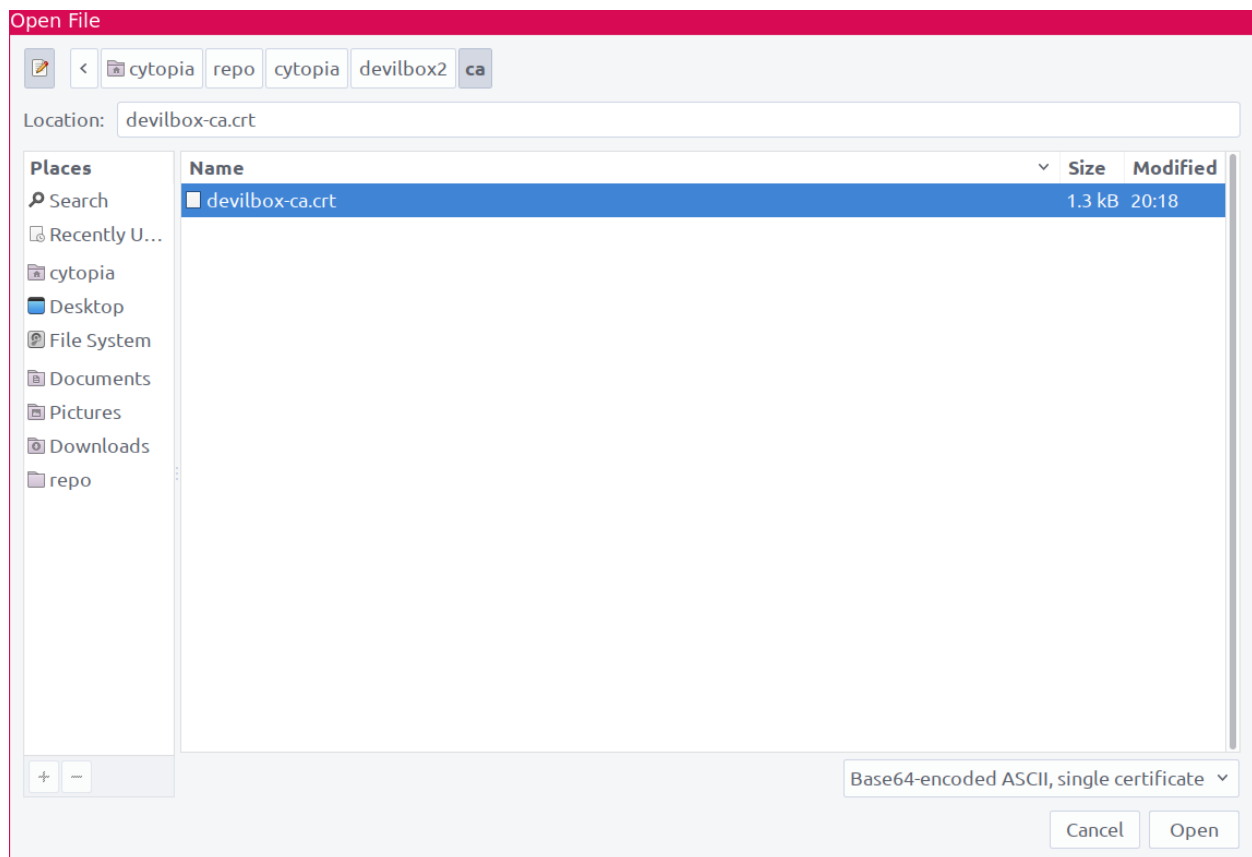 Open File
cytopia repo cytopia devilbox2 ca
Location: devilbox-ca.crt
Places
Search
Recently U...
cytopia
Desktop
File System
Documents
Pictures
Downloads
repo
Name Size Modified
devilbox-ca.crt 1.3 kB 20:18
Base64-encoded ASCII, single certificate
Cancel Open